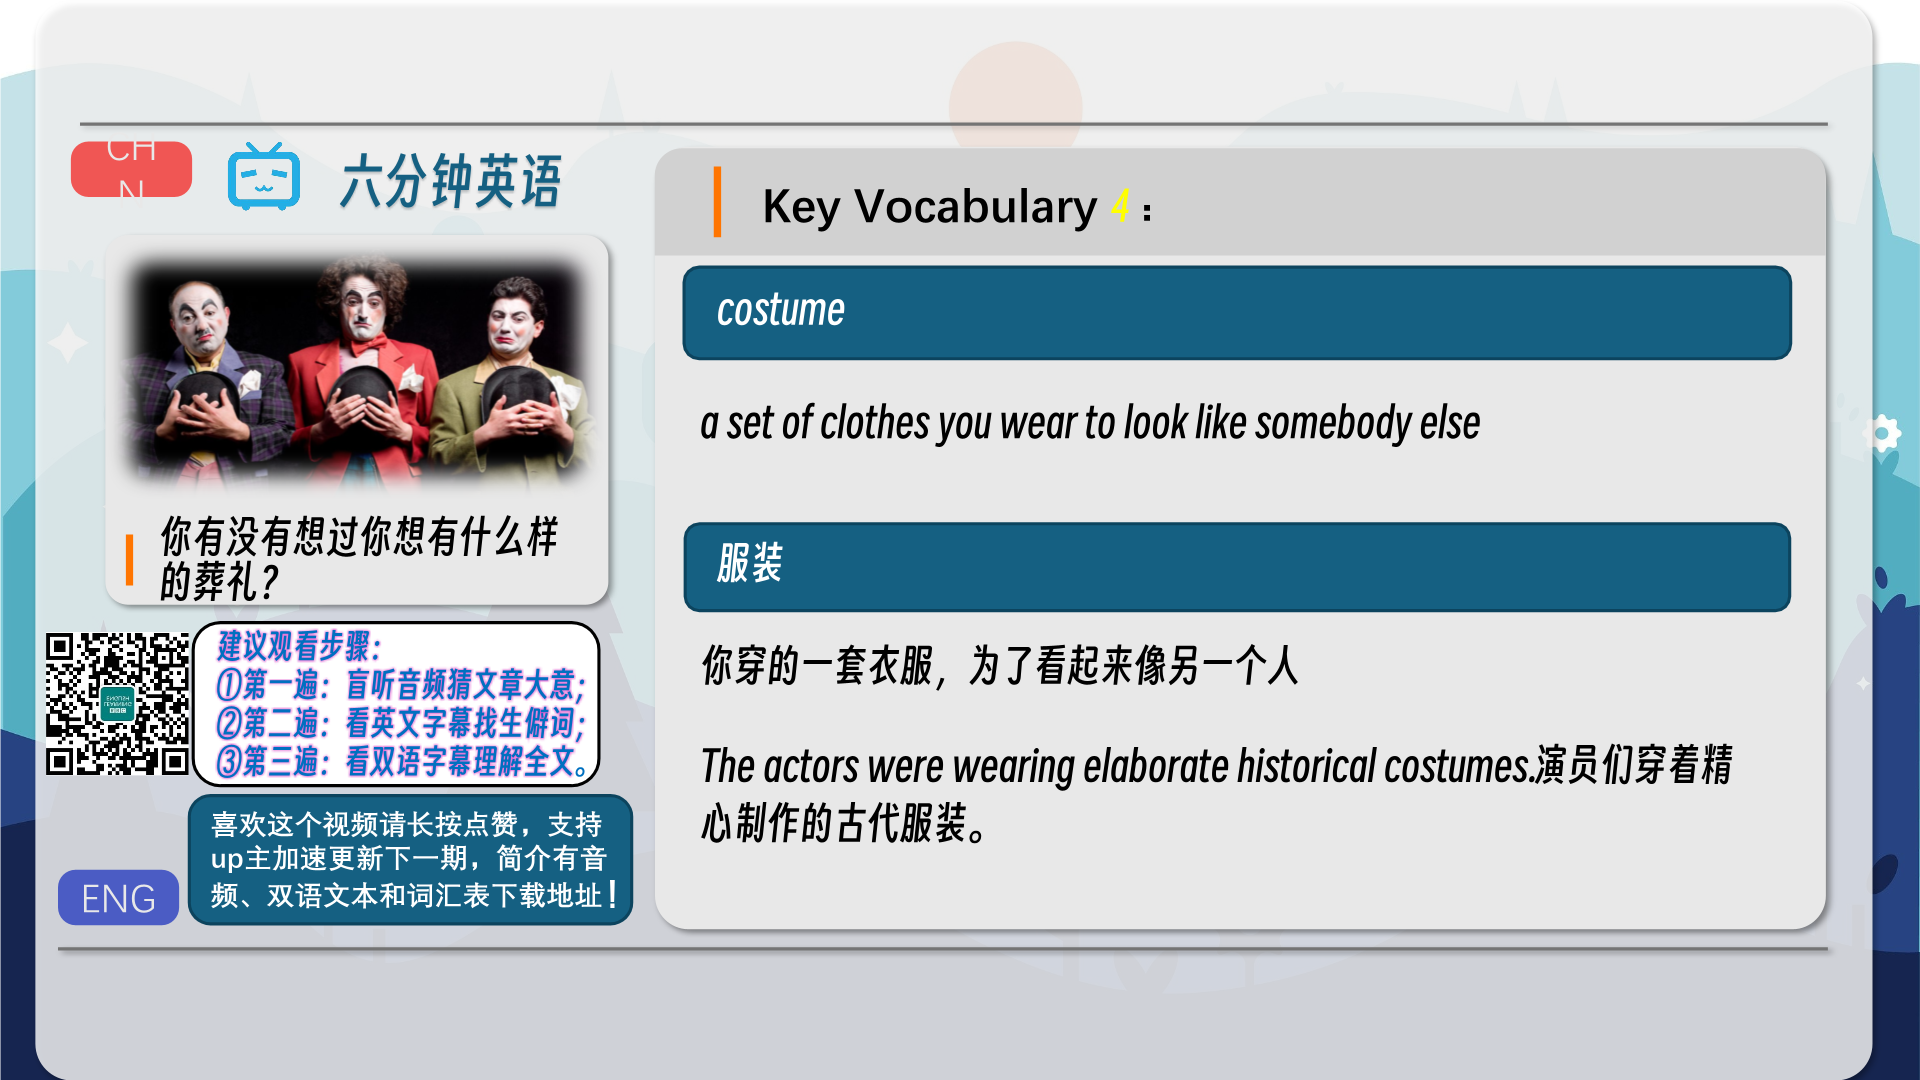 CH
N
六分钟英语
你有没有想过你想有什么样
的葬礼？
建议观看步骤：
①第一遍：盲听音频猜文章大意；
②第二遍：看英文字幕找生僻词；
③第三遍：看双语字幕理解全文。
喜欢这个视频请长按点赞，支持
up主加速更新下一期，简介有音
频、双语文本和词汇表下载地址！
ENG
Key Vocabulary 4：
costume
a set of clothes you wear to look like somebody else
服装
你穿的一套衣服，为了看起来像另一个人
The actors were wearing elaborate historical costumes.演员们穿着精
心制作的古代服装。